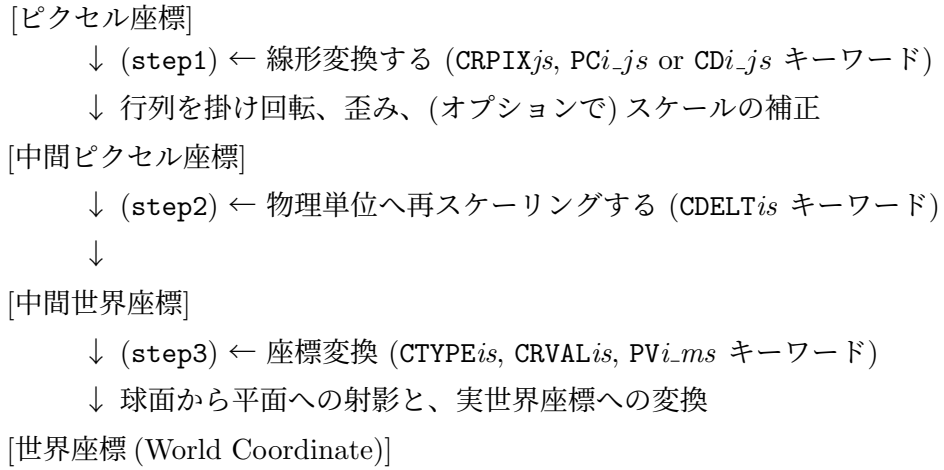 [ピクセル座標]
↓ (step1) ← 線形変換する (CRPIXjs, PCi_js or CDi_js キーワード)
↓ 行列を掛け回転、歪み、(オプションで) スケールの補正
[中間ピクセル座標]
↓ (step2) ← 物理単位へ再スケーリングする (CDELTis キーワード)
↓
[中間世界座標]
↓ (step3) ← 座標変換 (CTYPEis, CRVALis, PVi_ms キーワード)
↓ 球面から平面への射影と、実世界座標への変換
[世界座標 (World Coordinate)]